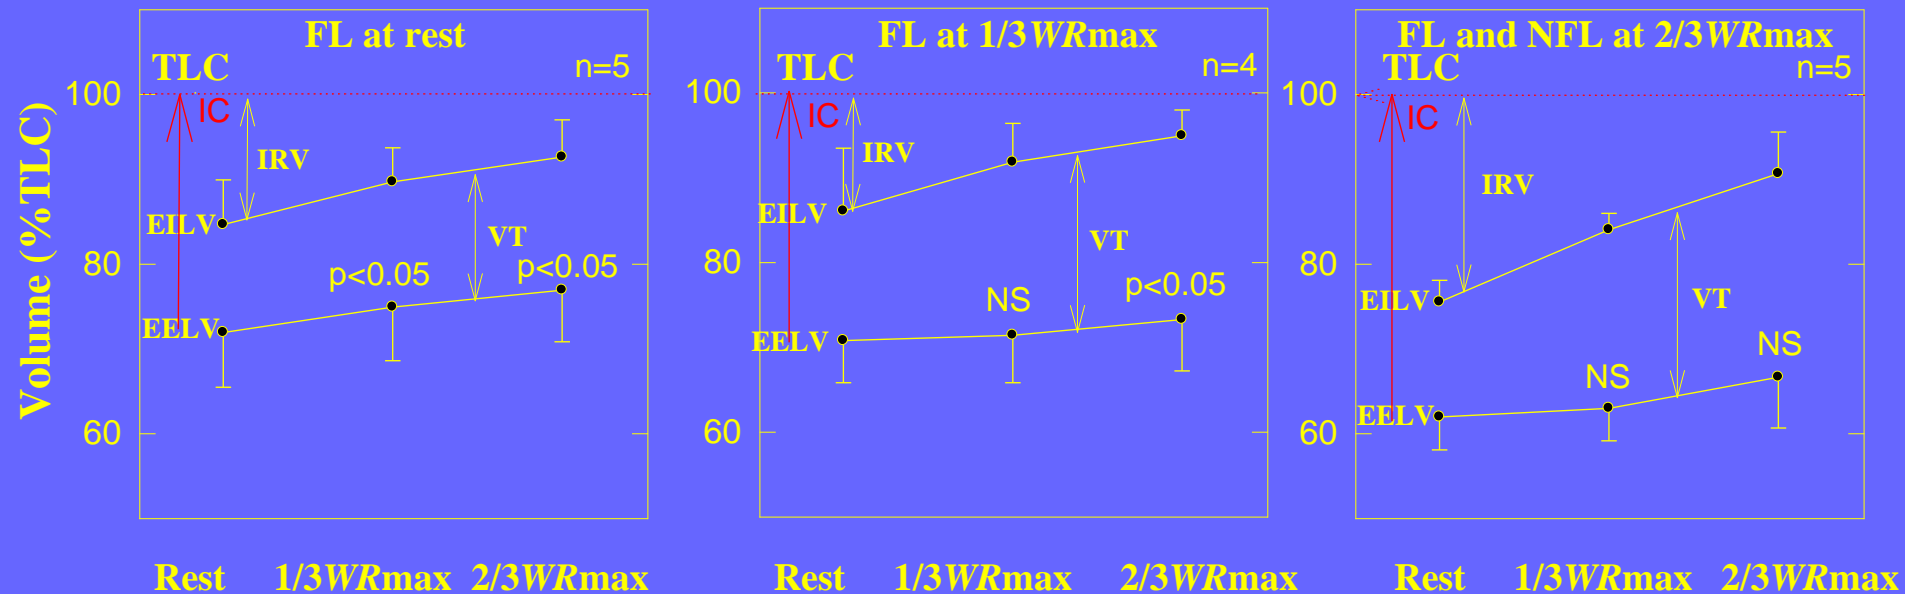 Volume (%TLC)
FL at rest
TLC
n=5
100
IC
IRV
EILV
VT
80
p<0.05
p<0.05
EELV
60
Rest 1/3WRmax 2/3WRmax
FL at 1/3WRmax
TLC
n=4
100
IC
IRV
EILV
VT
80
p<0.05
NS
EELV
60
Rest 1/3WRmax 2/3WRmax
FL and NFL at 2/3WRmax
TLC
n=5
100
IC
IRV
80
EILV
VT
NS
NS
EELV
60
Rest 1/3WRmax 2/3WRmax